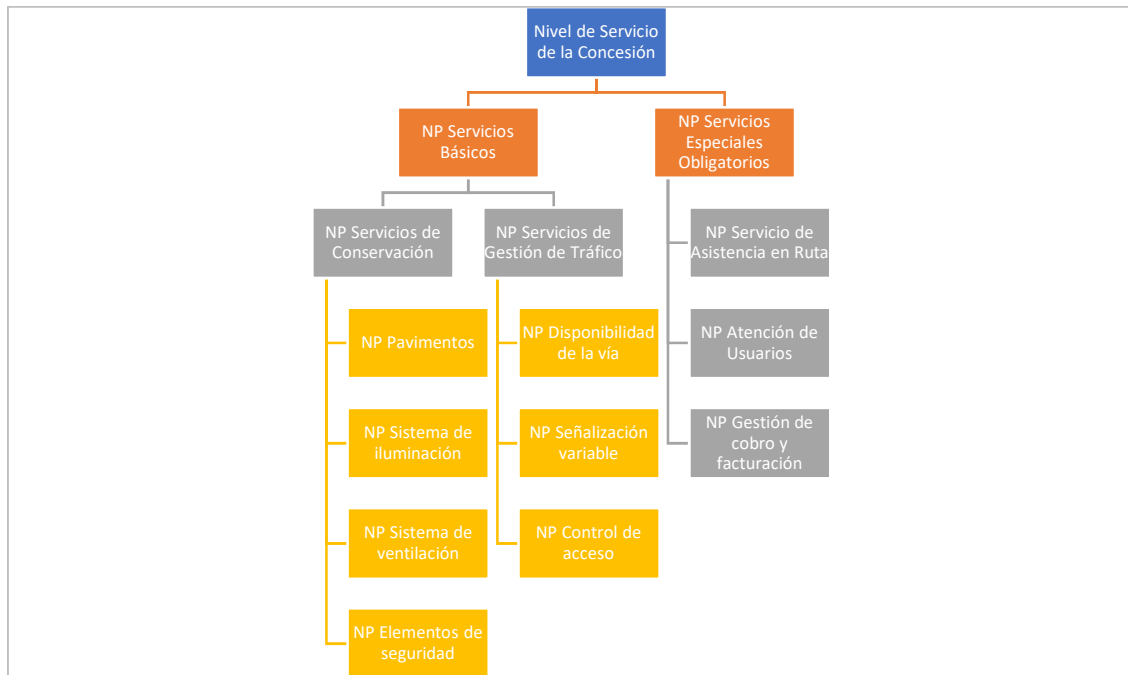 Nivel de Servicio
de la Concesión
NP Servicios
Básicos
NP Servicios
Especiales
Obligatorios
NP Servicios de
Conservación
NP Servicios de
Gestión de Tráfico
NP Servicio de
Asistencia en Ruta
NP Pavimentos
NP Disponibilidad
de la vía
NP Atención de
Usuarios
NP Sistema de
iluminación
NP Señalización
variable
NP Gestión de
cobro y
facturación
NP Sistema de
ventilación
NP Control de
acceso
NP Elementos de
seguridad